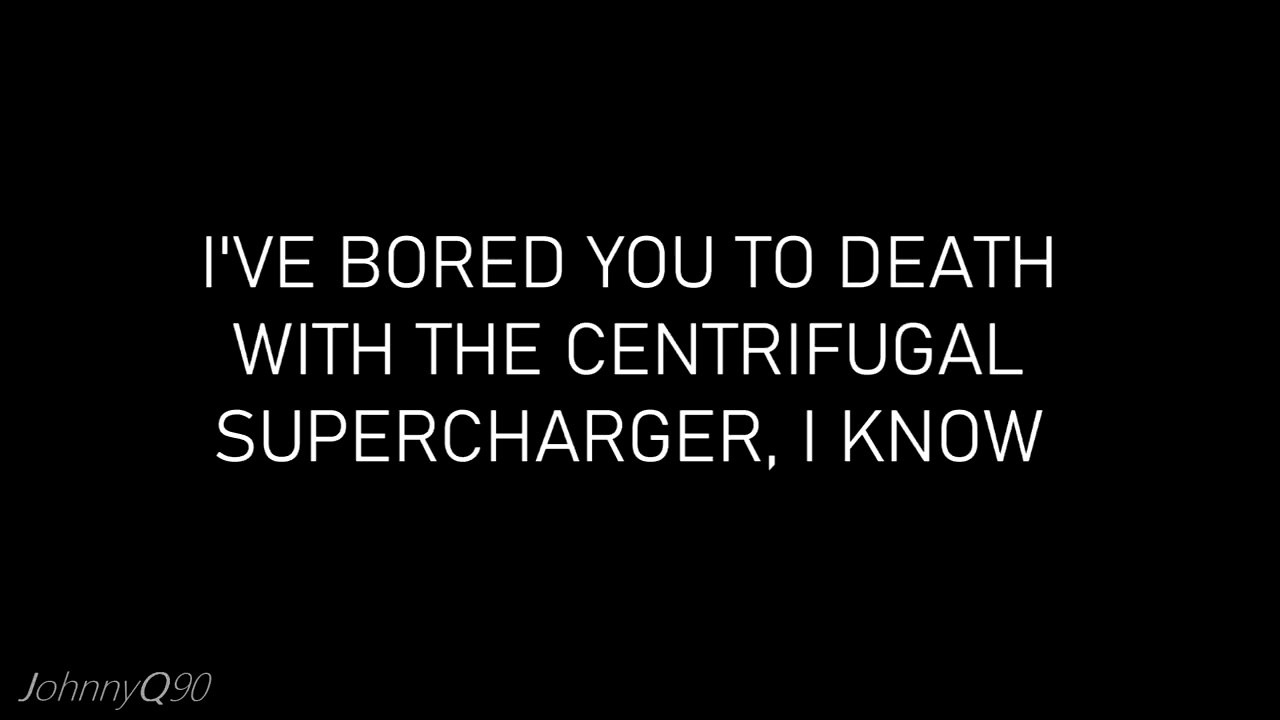 I'VE BORED YOU TO DEATH
WITH THE CENTRIFUGAL
SUPERCHARGER, I KNOW
JohnnyQ90